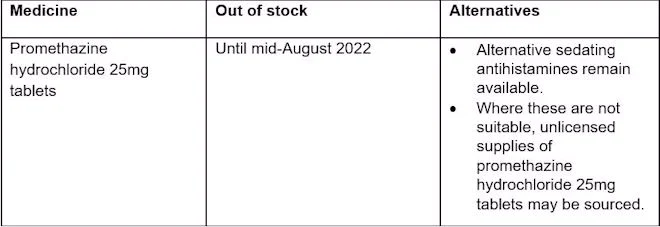 Medicine Out of stock Alternatives
Promethazine
hydrochloride 25mg
tablets
Until mid-August 2022
• Alternative sedating
antihistamines remain
available.
• Where these are not
suitable, unlicensed
supplies of
promethazine
hydrochloride 25mg
tablets may be sourced.